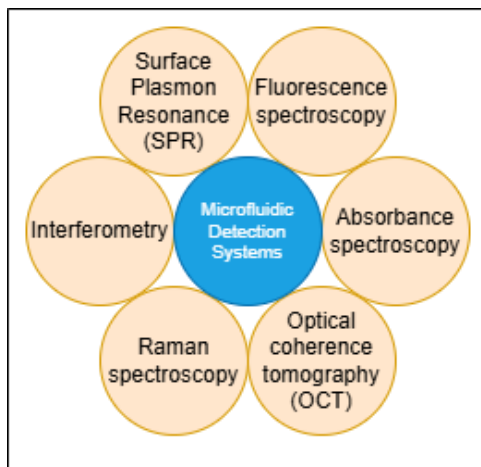 Surface
Plasmon
Resonance
(SPR)
Fluorescence
spectroscopy
Interferometry
Microfluidic
Detection
Systems
Absorbance
spectroscopy
Raman
spectroscopy
Optical
coherence
tomography
(OCT)